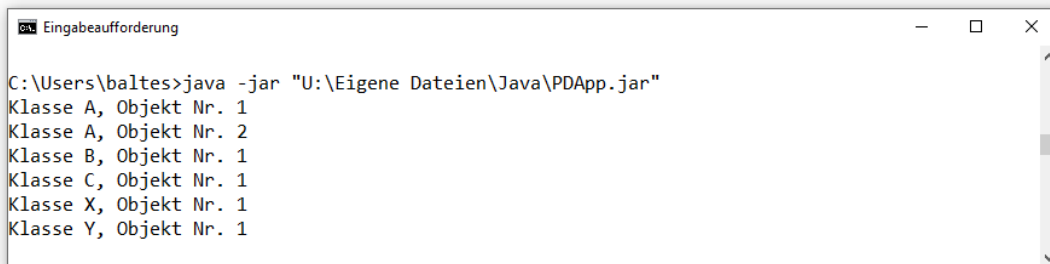 Eingabeaufforderung
C:\Users\baltes>java -jar "U:\Eigene Dateien\Java\PDApp.jar"
Klasse A, Objekt Nr. 1
Klasse A, Objekt Nr. 2
Klasse B, Objekt Nr. 1
Klasse C, Objekt Nr. 1
Klasse X, Objekt Nr. 1
Klasse Y, Objekt Nr. 1